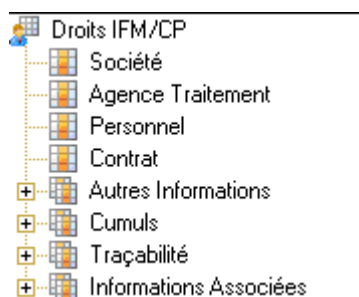 Droits IFM/CP
Société
Agence Traitement
Personnel
Contrat
Autres Informations
Cumuls
Traçabilité
Informations Associées